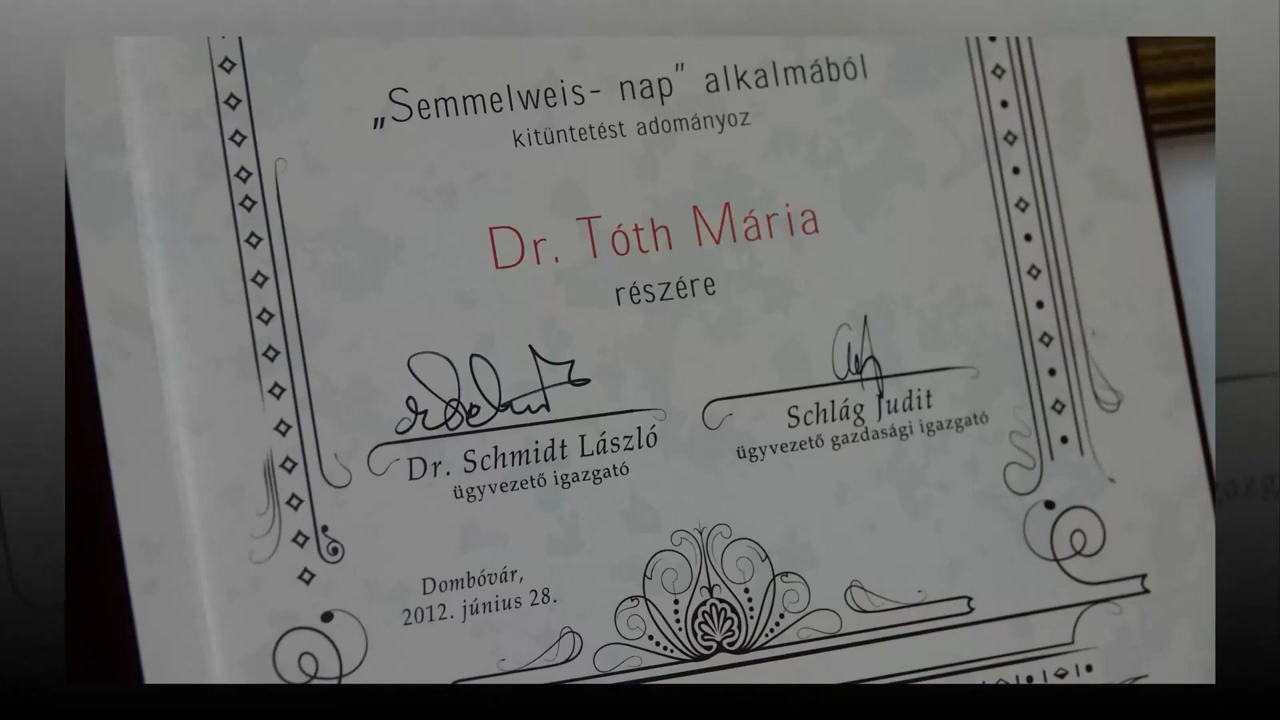 „Semmelweis- nap” alkalmából
kitüntetést adományoz
Dr. Tóth Mária
részére
Dr. Schmidt László
ügyvezető igazgató
Schlág Judit
ügyvezető gazdasági igazgató
Dombóvár,
2012. június 28.